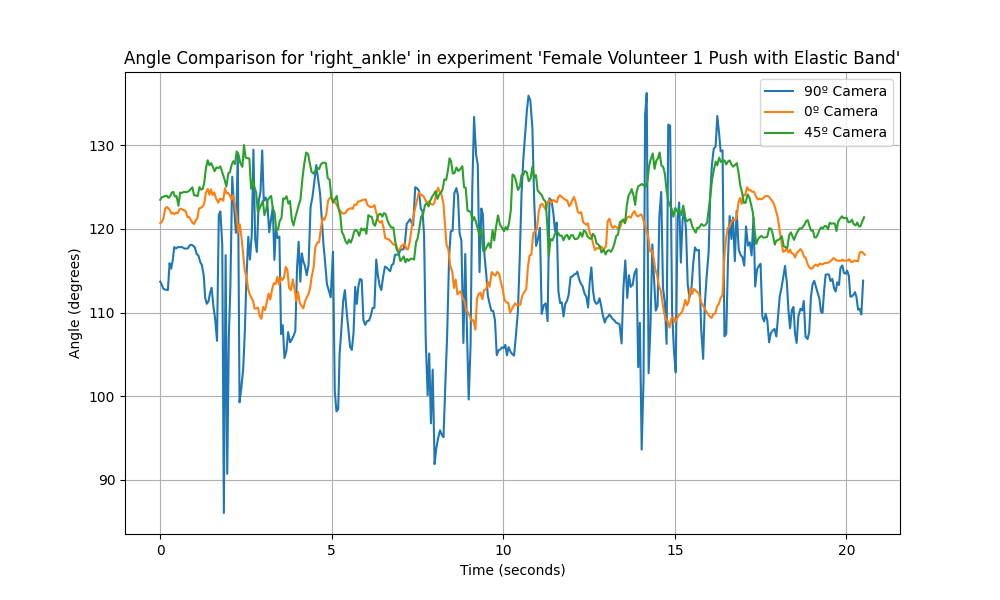 Angle Comparison for 'right_ankle' in experiment 'Female Volunteer 1 Push with Elastic Band'
90º Camera
0º Camera
45º Camera
130
120
110
100
90
Angle (degrees)
0
5
10
15
20
Time (seconds)